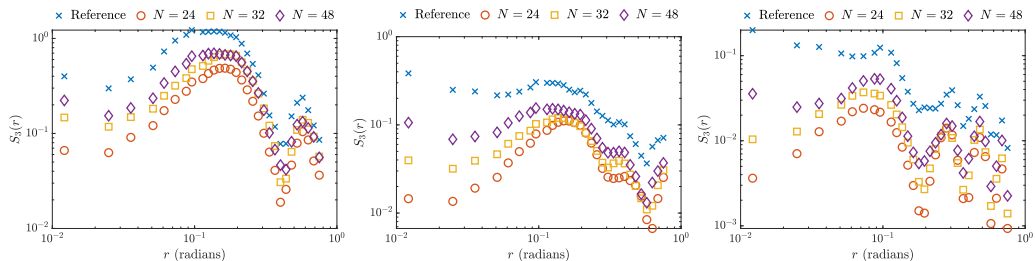 Reference N = 24 N = 32 N = 48
10^0
10^{-1}
10^{-2}
S_3(r)
10^{-2} 10^{-1} 10^0
r (radians)
Reference N = 24 N = 32 N = 48
10^0
10^{-1}
10^{-2}
S_3(r)
10^{-2} 10^{-1} 10^0
r (radians)
Reference N = 24 N = 32 N = 48
10^{-1}
10^{-2}
10^{-3}
S_3(r)
10^{-2} 10^{-1} 10^0
r (radians)